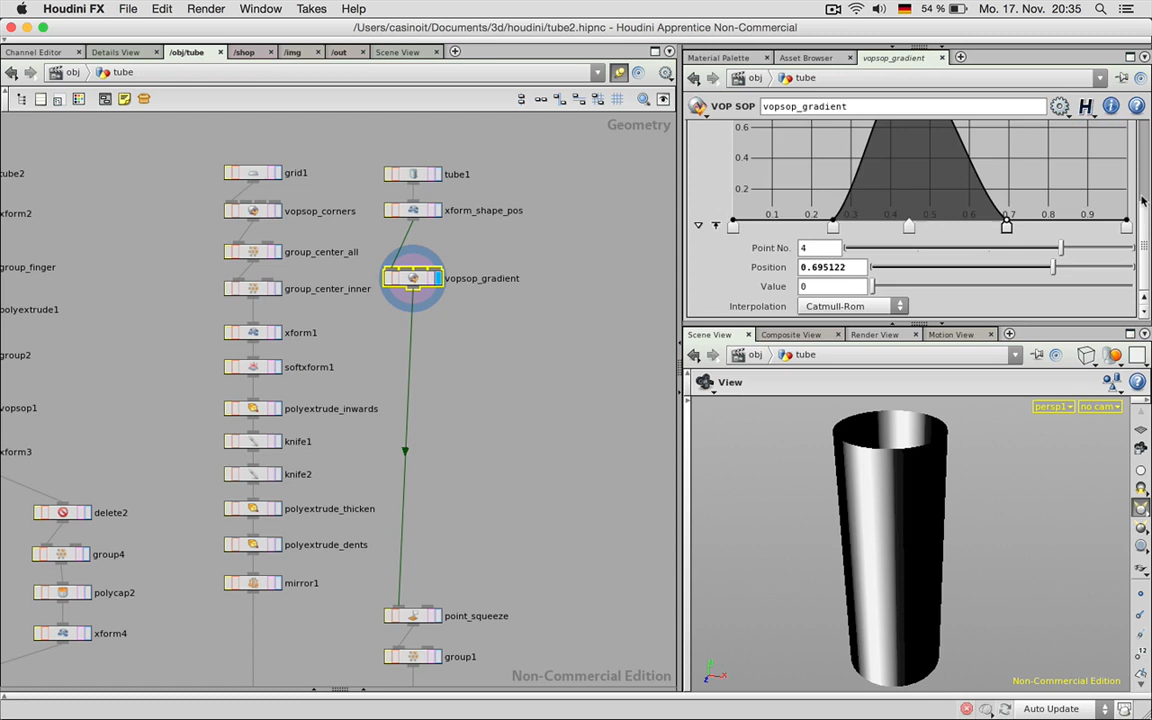 Houdini FX File Edit Render Window Takes Help 54 % Mo. 17. Nov. 20:35
/Users/casinoit/Documents/3d/houdini/tube2.hipnc - Houdini Apprentice Non-Commercial
Channel Editor Details View /obj/tube /shop /img /out Scene View
obj tube
Geometry
tube2
xform2
group_finger
polyextrude1
group2
vopsop1
xform3
delete2
group4
polycap2
xform4
grid1
vopsop_corners
group_center_all
group_center_inner
xform1
softxform1
polyextrude_inwards
knife1
knife2
polyextrude_thicken
polyextrude_dents
mirror1
tube1
xform_shape_pos
vopsop_gradient
point_squeeze
group1
Non-Commercial Edition
Material Palette Asset Browser vopsop_gradient
obj tube
VOP SOP vopsop_gradient
0.6
0.4
0.2
0.1 0.2 0.3 0.4 0.5 0.6 0.7 0.8 0.9
Point No. 4
Position 0.695122
Value 0
Interpolation Catmull-Rom
Scene View Composite View Render View Motion View
obj tube
View
persp1 no cam
12
y
z x
Non-Commercial Edition
Auto Update